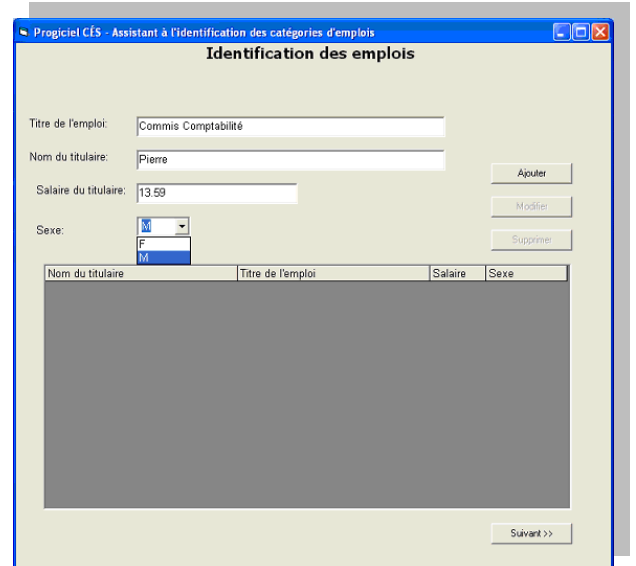 Progiciel CÉS - Assistant à l'identification des catégories d'emplois
Identification des emplois
Titre de l'emploi: Commis Comptabilité
Nom du titulaire: Pierre
Ajouter
Salaire du titulaire: 13.59
Modifier
Sexe: M
F
Supprimer
M
Nom du titulaire Titre de l'emploi Salaire Sexe
Suivant >>